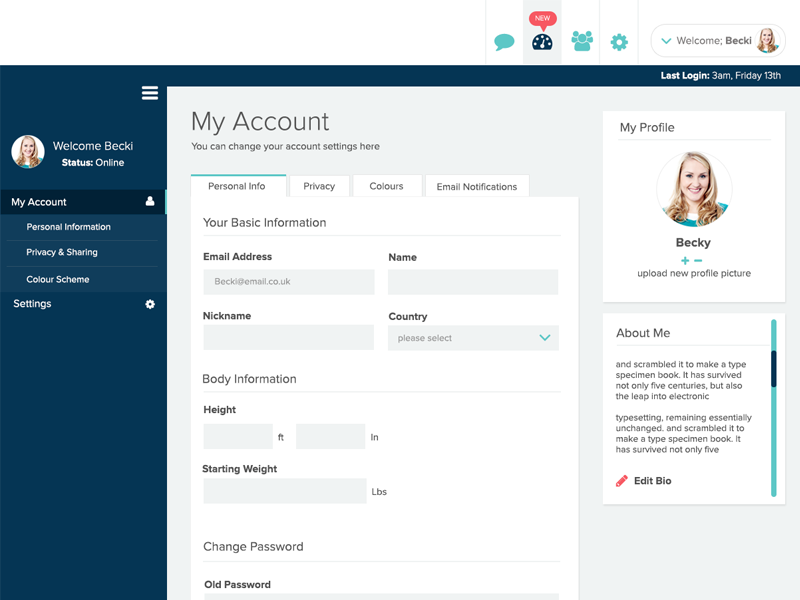 NEW
Welcome; Becki
Last Login: 3am, Friday 13th
Welcome Becki
Status: Online
My Account
Personal Information
Privacy & Sharing
Colour Scheme
Settings
My Account
You can change your account settings here
Personal Info
Privacy
Colours
Email Notifications
Your Basic Information
Email Address
Name
Becki@email.co.uk
Nickname
Country
please select
Body Information
Height
ft
In
Starting Weight
Lbs
Change Password
Old Password
My Profile
Becky
upload new profile picture
About Me
and scrambled it to make a type
specimen book. It has survived
not only five centuries, but also
the leap into electronic
typesetting, remaining essentially
unchanged. and scrambled it to
make a type specimen book. It
has survived not only five
Edit Bio